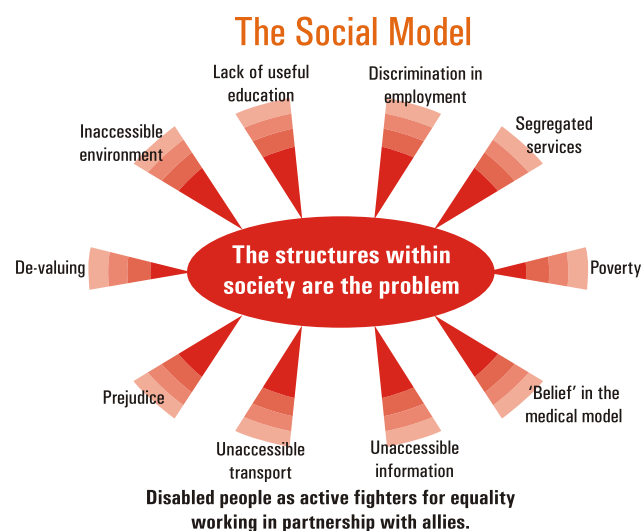 The Social Model
Lack of useful
education
Discrimination in
employment
Inaccessible
environment
Segregated
services
De-valuing
The structures within
society are the problem
Poverty
Prejudice
'Belief' in the
medical model
Unaccessible
transport
Unaccessible
information
Disabled people as active fighters for equality
working in partnership with allies.